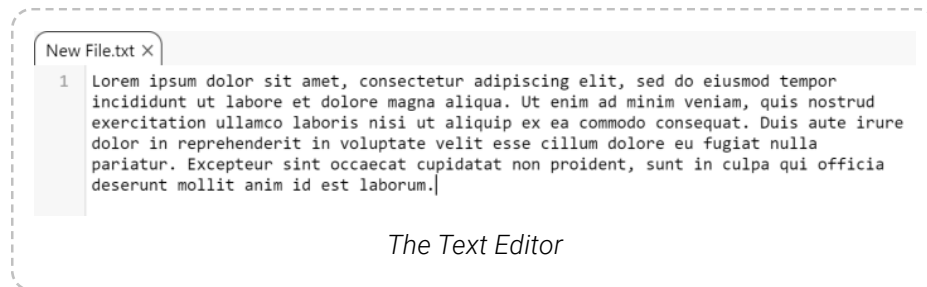 New File.txt ×
1 Lorem ipsum dolor sit amet, consectetur adipiscing elit, sed do eiusmod tempor
incididunt ut labore et dolore magna aliqua. Ut enim ad minim veniam, quis nostrud
exercitation ullamco laboris nisi ut aliquip ex ea commodo consequat. Duis aute irure
dolor in reprehenderit in voluptate velit esse cillum dolore eu fugiat nulla
pariatur. Excepteur sint occaecat cupidatat non proident, sunt in culpa qui officia
deserunt mollit anim id est laborum.
The Text Editor